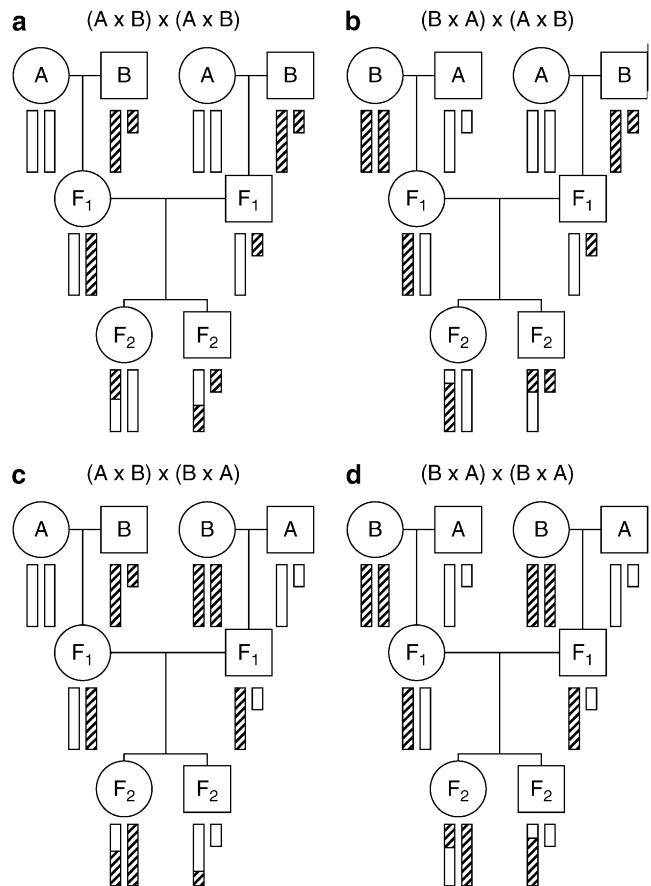 a (A x B) x (A x B)
A B A B
F₁ F₁
F₂ F₂
b (B x A) x (A x B)
B A A B
F₁ F₁
F₂ F₂
c (A x B) x (B x A)
A B B A
F₁ F₁
F₂ F₂
d (B x A) x (B x A)
B A B A
F₁ F₁
F₂ F₂